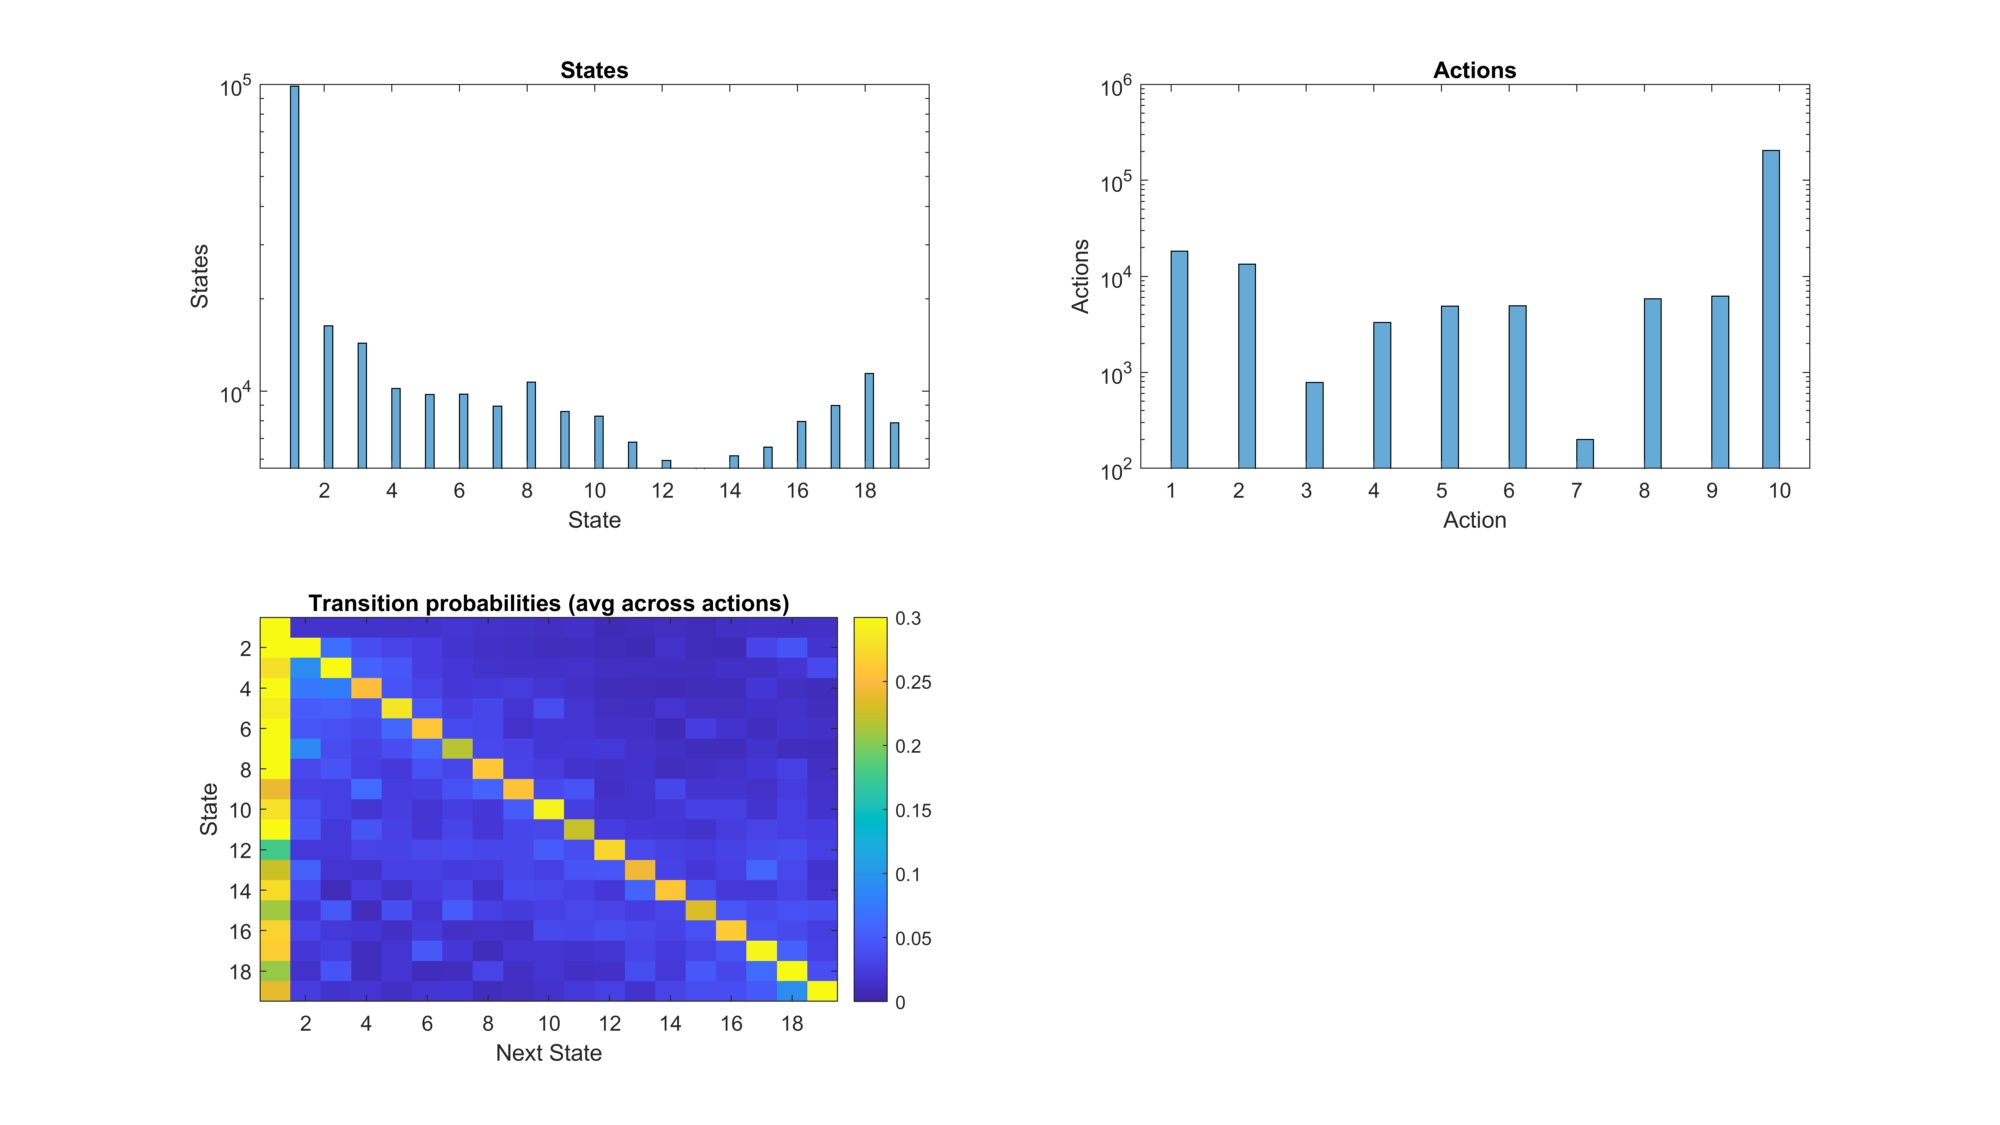 States
10^5
10^4
States
2 4 6 8 10 12 14 16 18
State
Actions
10^6
10^5
10^4
10^3
10^2
Actions
1 2 3 4 5 6 7 8 9 10
Action
Transition probabilities (avg across actions)
2
4
6
8
10
12
14
16
18
State
2 4 6 8 10 12 14 16 18
Next State
0.3
0.25
0.2
0.15
0.1
0.05
0